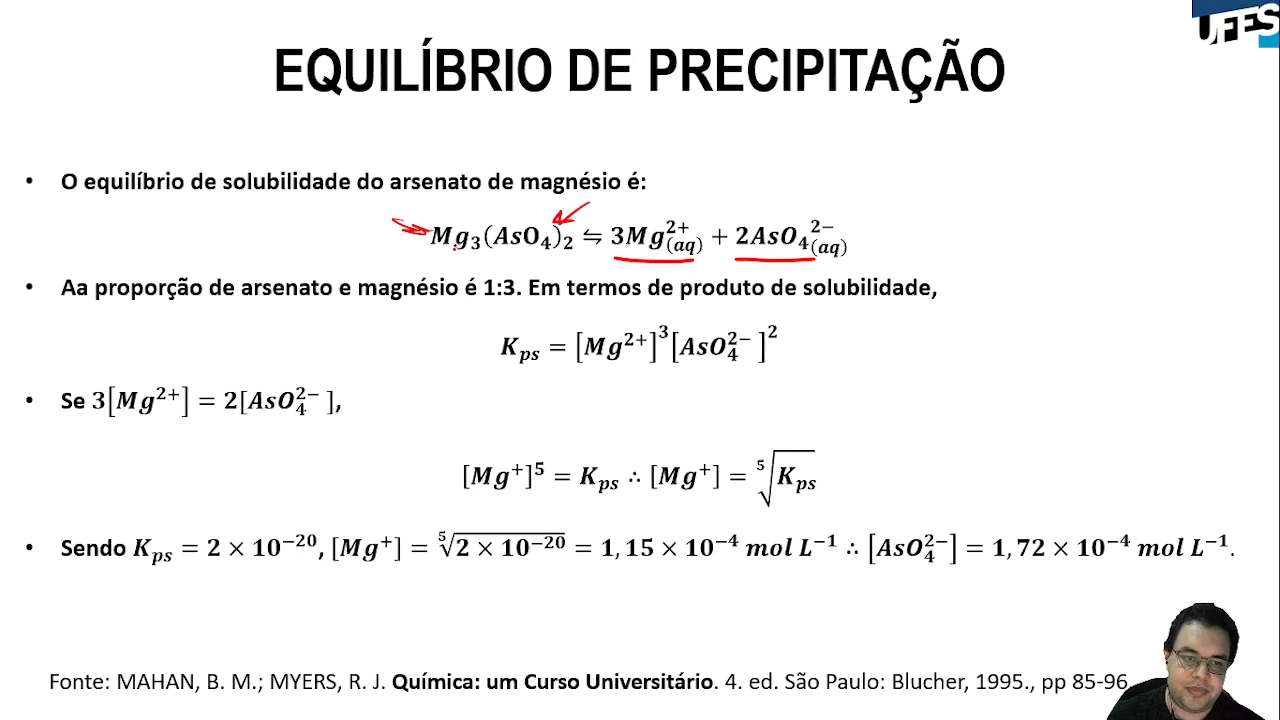 UFES
EQUILÍBRIO DE PRECIPITAÇÃO
• O equilíbrio de solubilidade do arsenato de magnésio é:
Mg₃(AsO₄)₂ ⇋ 3Mg²⁺(aq) + 2AsO₄²⁻(aq)
• Aa proporção de arsenato e magnésio é 1:3. Em termos de produto de solubilidade,
Kps = [Mg²⁺]³[AsO₄²⁻]²
• Se 3[Mg²⁺] = 2[AsO₄²⁻],
[Mg⁺]⁵ = Kps ∴ [Mg⁺] = ⁵√Kps
• Sendo Kps = 2 × 10⁻²⁰, [Mg⁺] = ⁵√2 × 10⁻²⁰ = 1,15 × 10⁻⁴ mol L⁻¹ ∴ [AsO₄²⁻] = 1,72 × 10⁻⁴ mol L⁻¹.
Fonte: MAHAN, B. M.; MYERS, R. J. Química: um Curso Universitário. 4. ed. São Paulo: Blucher, 1995., pp 85-96